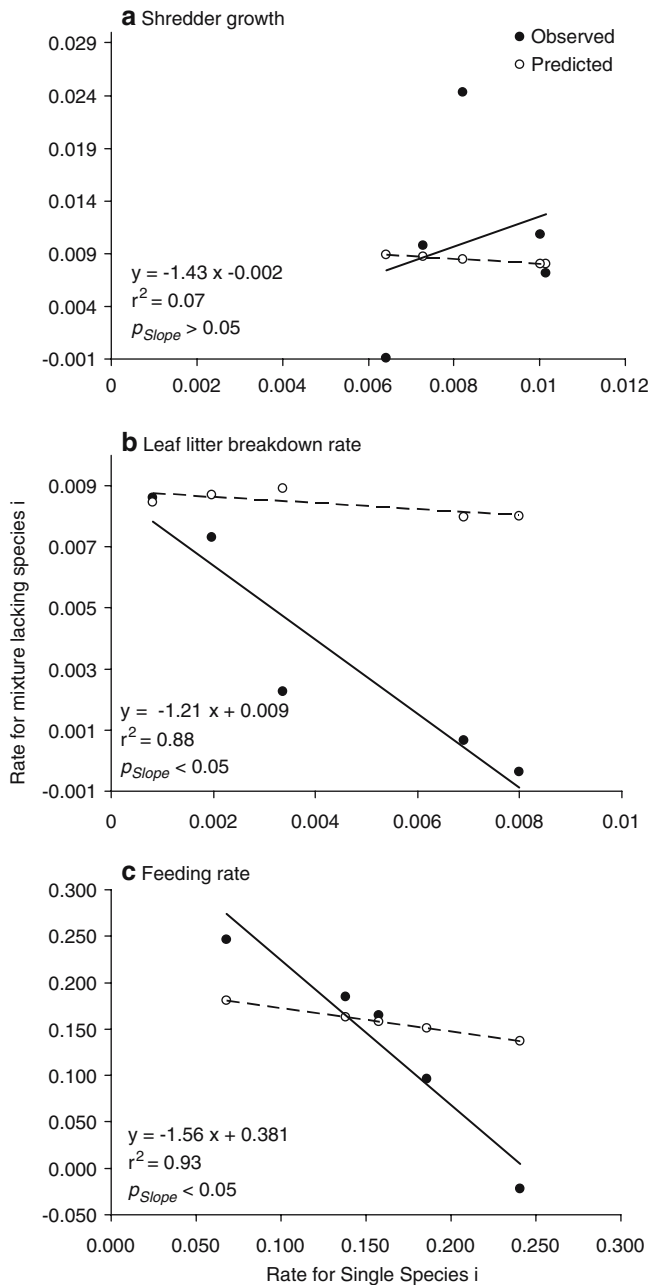 a Shredder growth
Observed
Predicted
0.029
0.024
0.019
0.014
0.009
0.004
-0.001
y = -1.43 x -0.002
r² = 0.07
pSlope > 0.05
0 0.002 0.004 0.006 0.008 0.01 0.012
b Leaf litter breakdown rate
0.009
0.007
0.005
0.003
0.001
-0.001
y = -1.21 x + 0.009
r² = 0.88
pSlope < 0.05
0 0.002 0.004 0.006 0.008 0.01
Rate for mixture lacking species i
c Feeding rate
0.300
0.250
0.200
0.150
0.100
0.050
0.000
-0.050
y = -1.56 x + 0.381
r² = 0.93
pSlope < 0.05
0.000 0.050 0.100 0.150 0.200 0.250 0.300
Rate for Single Species i